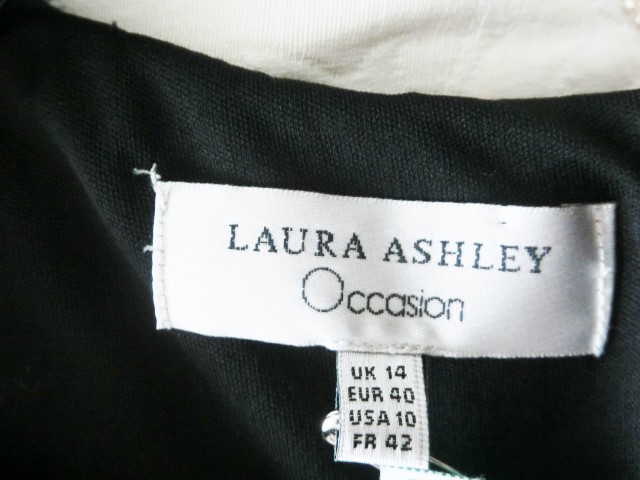 LAURA ASHLEY
Occasion
UK 14
EUR 40
USA 10
FR 42